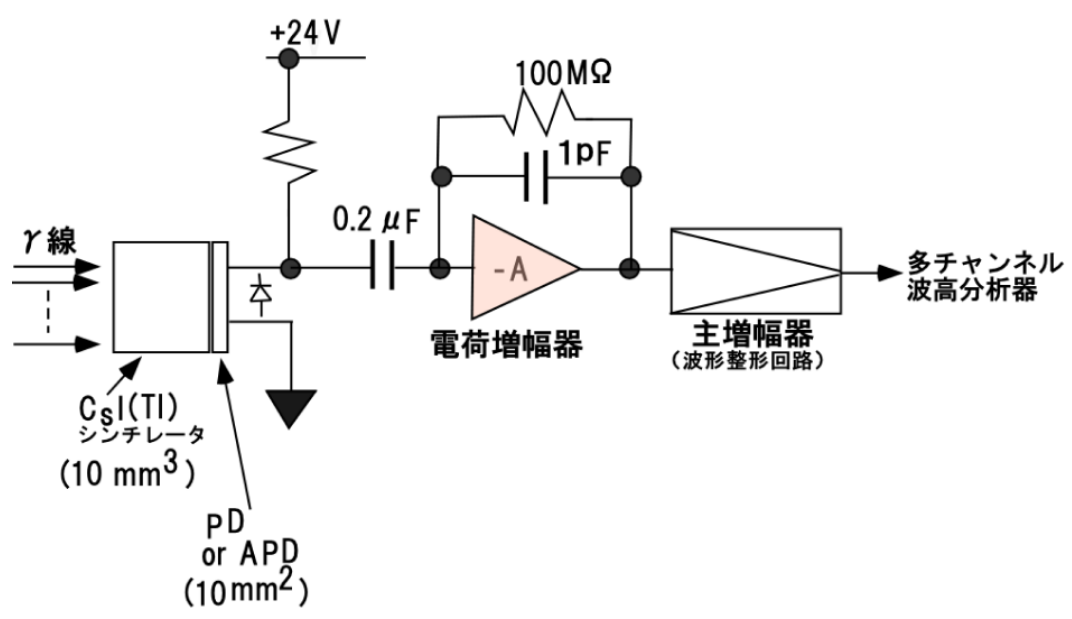 +24V
100MΩ
1pF
0.2 μF
γ線
-A
電荷増幅器
主増幅器
(波形整形回路)
多チャンネル
波高分析器
CsI(Tl)
シンチレータ
(10 mm3)
PD
or APD
(10mm2)